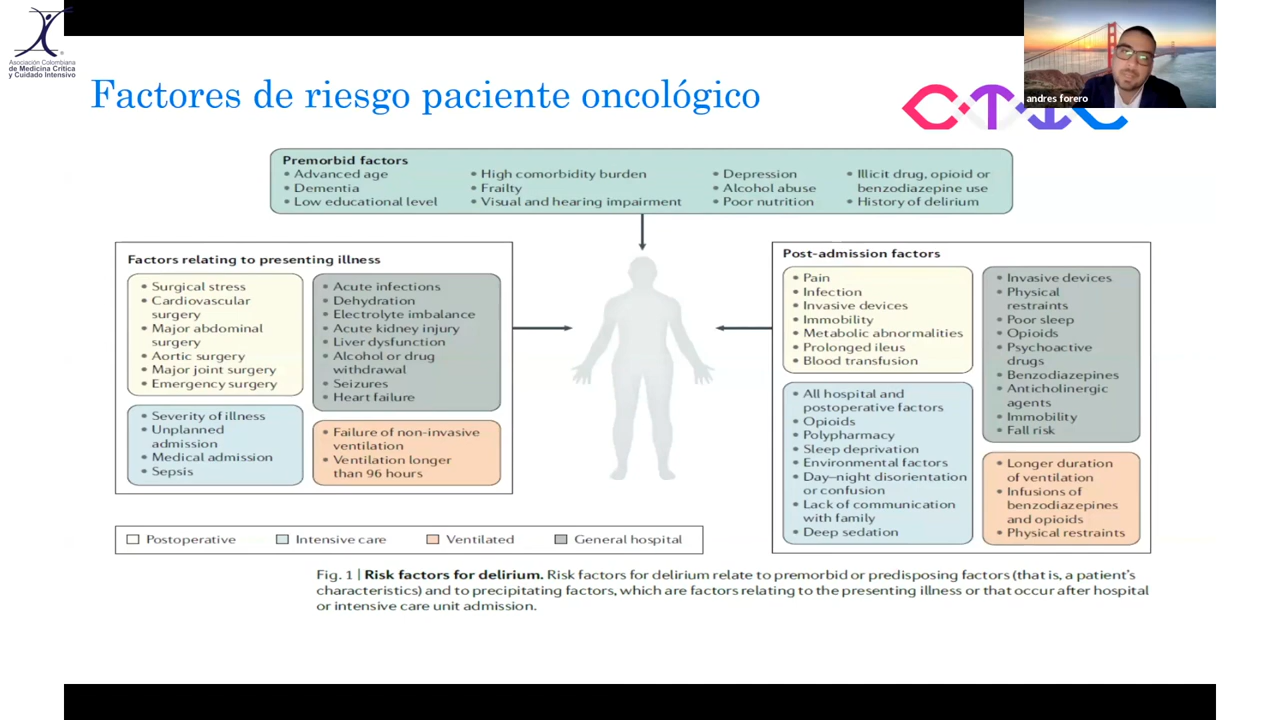 Asociación Colombiana
de Medicina Crítica
y Cuidado Intensivo
andres forero
Factores de riesgo paciente oncológico
CTIC
Premorbid factors
• Advanced age
• Dementia
• Low educational level
• High comorbidity burden
• Frailty
• Visual and hearing impairment
• Depression
• Alcohol abuse
• Poor nutrition
• Illicit drug, opioid or
benzodiazepine use
• History of delirium
Factors relating to presenting illness
• Surgical stress
• Cardiovascular
surgery
• Major abdominal
surgery
• Aortic surgery
• Major joint surgery
• Emergency surgery
• Acute infections
• Dehydration
• Electrolyte imbalance
• Acute kidney injury
• Liver dysfunction
• Alcohol or drug
withdrawal
• Seizures
• Heart failure
• Severity of illness
• Unplanned
admission
• Medical admission
• Sepsis
• Failure of non-invasive
ventilation
• Ventilation longer
than 96 hours
Post-admission factors
• Pain
• Infection
• Invasive devices
• Immobility
• Metabolic abnormalities
• Prolonged ileus
• Blood transfusion
• Invasive devices
• Physical
restraints
• Poor sleep
• Opioids
• Psychoactive
drugs
• Benzodiazepines
• Anticholinergic
agents
• Immobility
• Fall risk
• All hospital and
postoperative factors
• Opioids
• Polypharmacy
• Sleep deprivation
• Environmental factors
• Day–night disorientation
or confusion
• Lack of communication
with family
• Deep sedation
• Longer duration
of ventilation
• Infusions of
benzodiazepines
and opioids
• Physical restraints
Postoperative
Intensive care
Ventilated
General hospital
Fig. 1 | Risk factors for delirium. Risk factors for delirium relate to premorbid or predisposing factors (that is, a patient's
characteristics) and to precipitating factors, which are factors relating to the presenting illness or that occur after hospital
or intensive care unit admission.